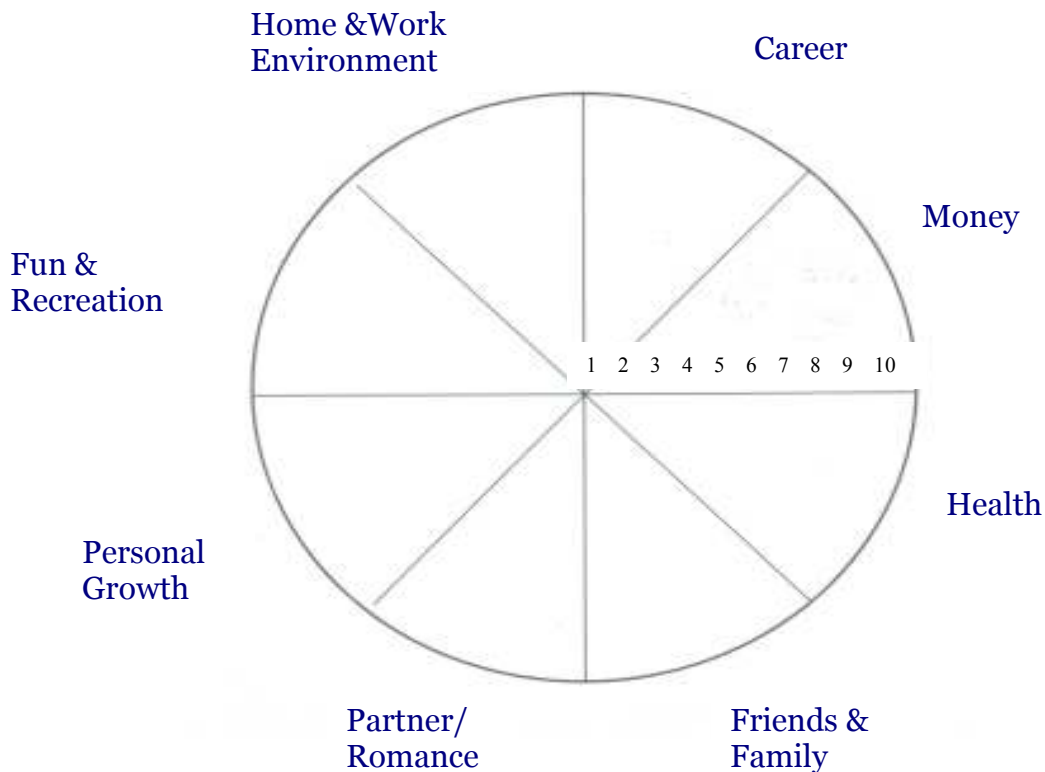 Home &Work
Environment
Career
Money
Fun &
Recreation
1 2 3 4 5 6 7 8 9 10
Health
Personal
Growth
Partner/
Romance
Friends &
Family